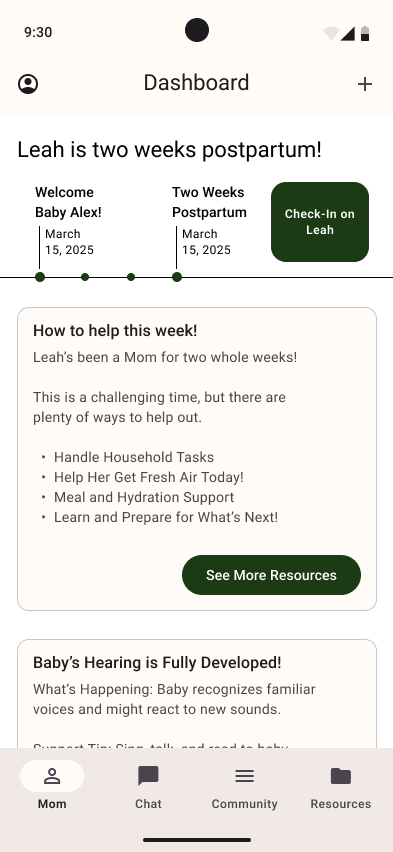 9:30
Dashboard
Leah is two weeks postpartum!
Welcome
Baby Alex!
March
15, 2025
Two Weeks
Postpartum
March
15, 2025
Check-In on
Leah
How to help this week!
Leah's been a Mom for two whole weeks!
This is a challenging time, but there are
plenty of ways to help out.
• Handle Household Tasks
• Help Her Get Fresh Air Today!
• Meal and Hydration Support
• Learn and Prepare for What's Next!
See More Resources
Baby's Hearing is Fully Developed!
What's Happening: Baby recognizes familiar
voices and might react to new sounds.
Support Tip: Sing, talk, and read to baby
Mom
Chat
Community
Resources